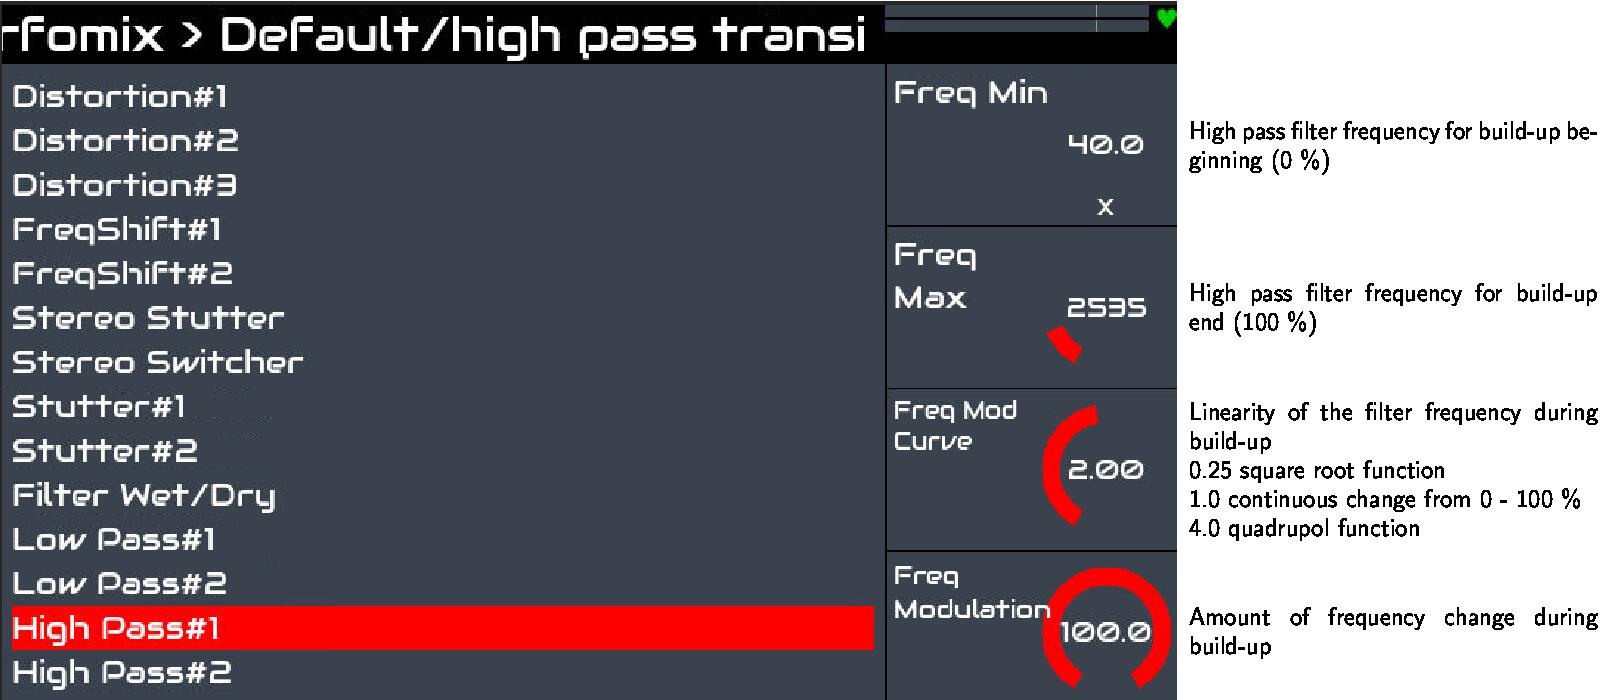 rfomix > Default/high pass transi
Distortion#1
Distortion#2
Distortion#3
FreqShift#1
FreqShift#2
Stereo Stutter
Stereo Switcher
Stutter#1
Stutter#2
Filter Wet/Dry
Low Pass#1
Low Pass#2
High Pass#1
High Pass#2
Freq Min
40.0
x
Freq
Max
2535
Freq Mod
Curve
2.00
Freq
Modulation
100.0
High pass filter frequency for build-up be-
ginning (0 %)
High pass filter frequency for build-up
end (100 %)
Linearity of the filter frequency during
build-up
0.25 square root function
1.0 continuous change from 0 - 100 %
4.0 quadrupol function
Amount of frequency change during
build-up